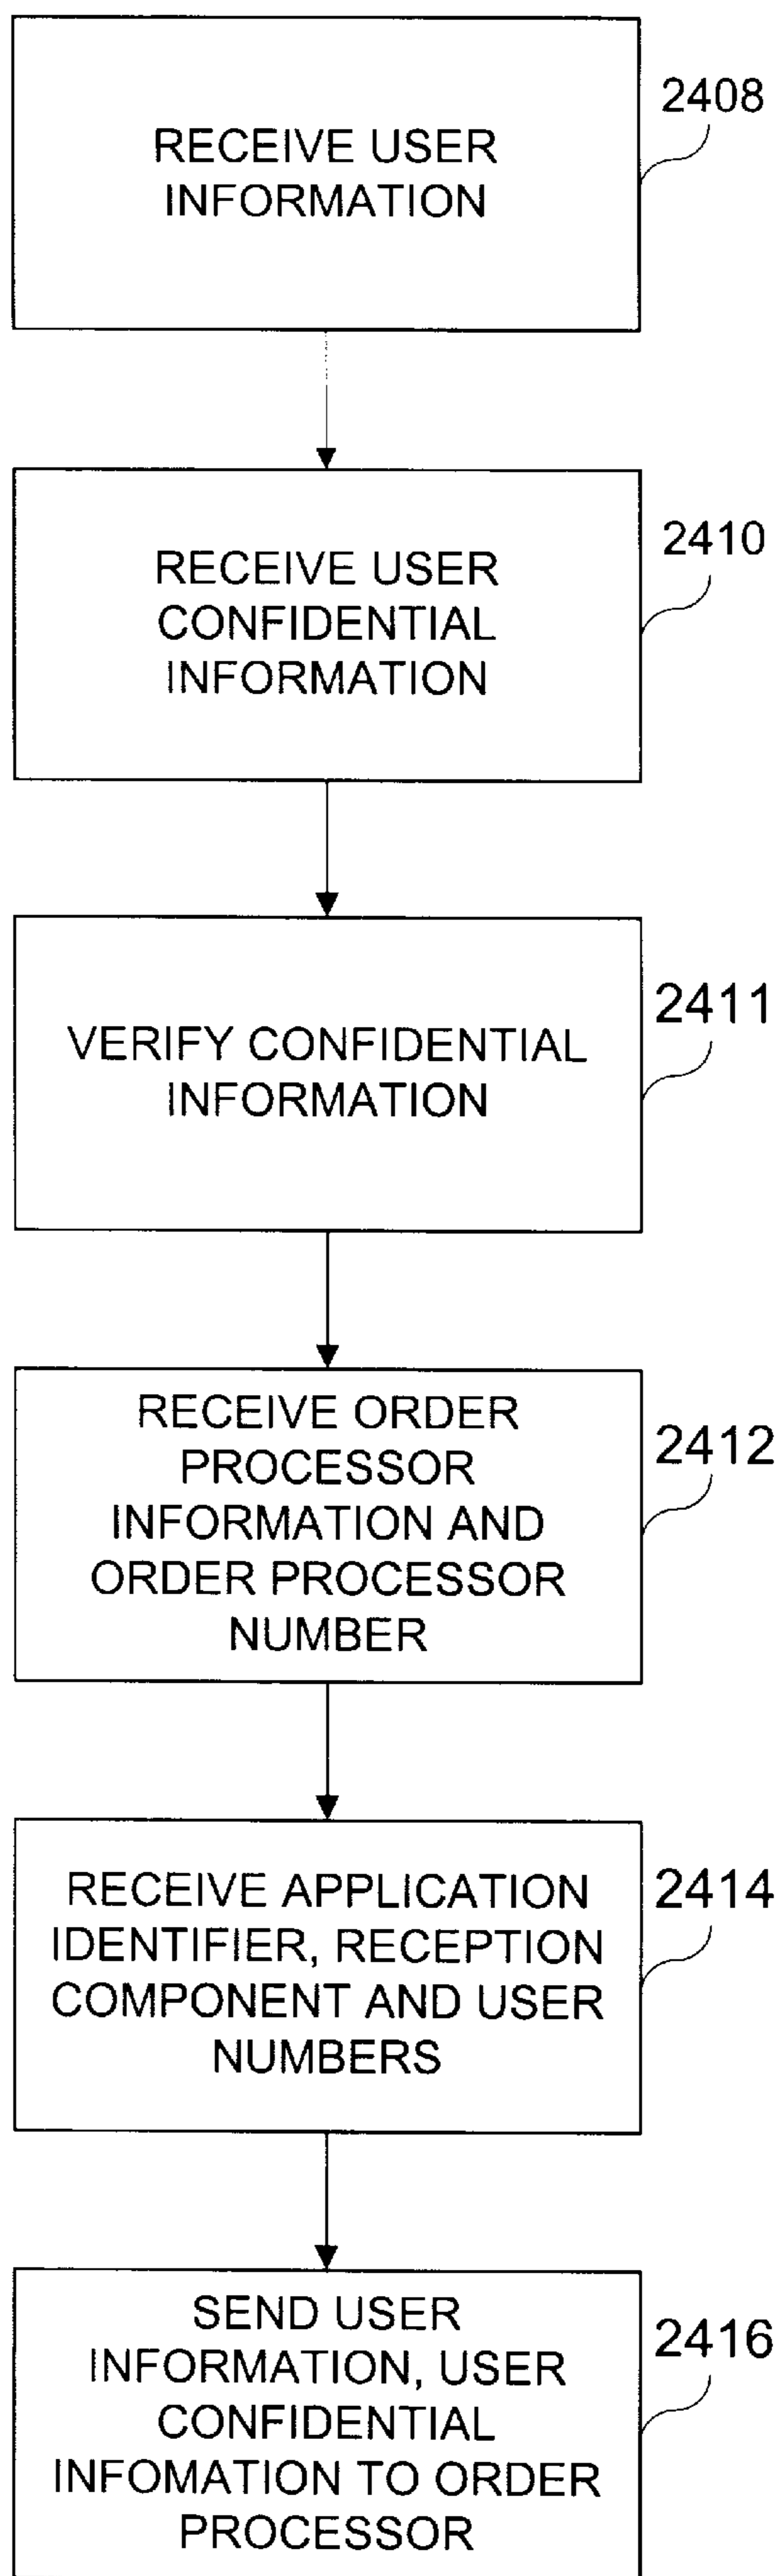 RECEIVE USER
INFORMATION
2408
RECEIVE USER
CONFIDENTIAL
INFORMATION
2410
VERIFY CONFIDENTIAL
INFORMATION
2411
RECEIVE ORDER
PROCESSOR
INFORMATION AND
ORDER PROCESSOR
NUMBER
2412
RECEIVE APPLICATION
IDENTIFIER, RECEPTION
COMPONENT AND USER
NUMBERS
2414
SEND USER
INFORMATION, USER
CONFIDENTIAL
INFOMATION TO ORDER
PROCESSOR
2416